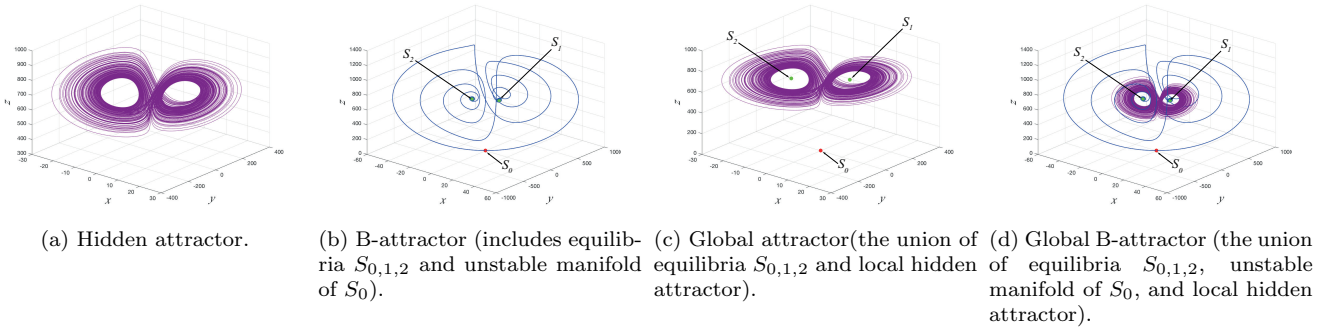 1000
900
800
700
600
500
400
300
z
-30
-20
-10
0
10
20
30
x
-400
-200
0
200
400
y
1400
1200
1000
800
600
400
200
0
z
-60
-40
-20
0
20
40
60
x
-1000
-500
0
500
1000
y
S2
S1
S0
1000
800
600
400
200
0
z
-30
-20
-10
0
10
20
30
x
-400
-200
0
200
400
y
S2
S1
S0
1400
1200
1000
800
600
400
200
0
z
-60
-40
-20
0
20
40
60
x
-1000
-500
0
500
1000
y
S2
S1
S0
(a) Hidden attractor.
(b) B-attractor (includes equilib-
ria S0,1,2 and unstable manifold
of S0).
(c) Global attractor(the union of
equilibria S0,1,2 and local hidden
attractor).
(d) Global B-attractor (the union
of equilibria S0,1,2, unstable
manifold of S0, and local hidden
attractor).